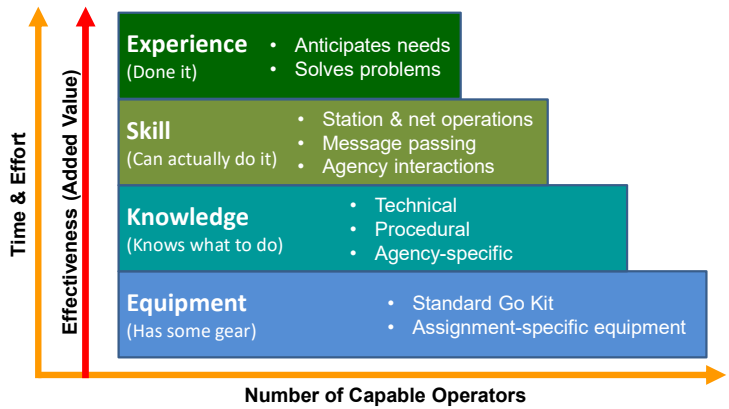 Time & Effort
Effectiveness (Added Value)
Experience
(Done it)
• Anticipates needs
• Solves problems
Skill
(Can actually do it)
• Station & net operations
• Message passing
• Agency interactions
Knowledge
(Knows what to do)
• Technical
• Procedural
• Agency-specific
Equipment
(Has some gear)
• Standard Go Kit
• Assignment-specific equipment
Number of Capable Operators